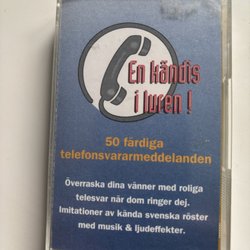 En kändis
i luren !
50 färdiga
telefonsvararmeddelanden
Överraska dina vänner med roliga
telesvar när dom ringer dej.
Imitationer av kända svenska röster
med musik & ljudeffekter.